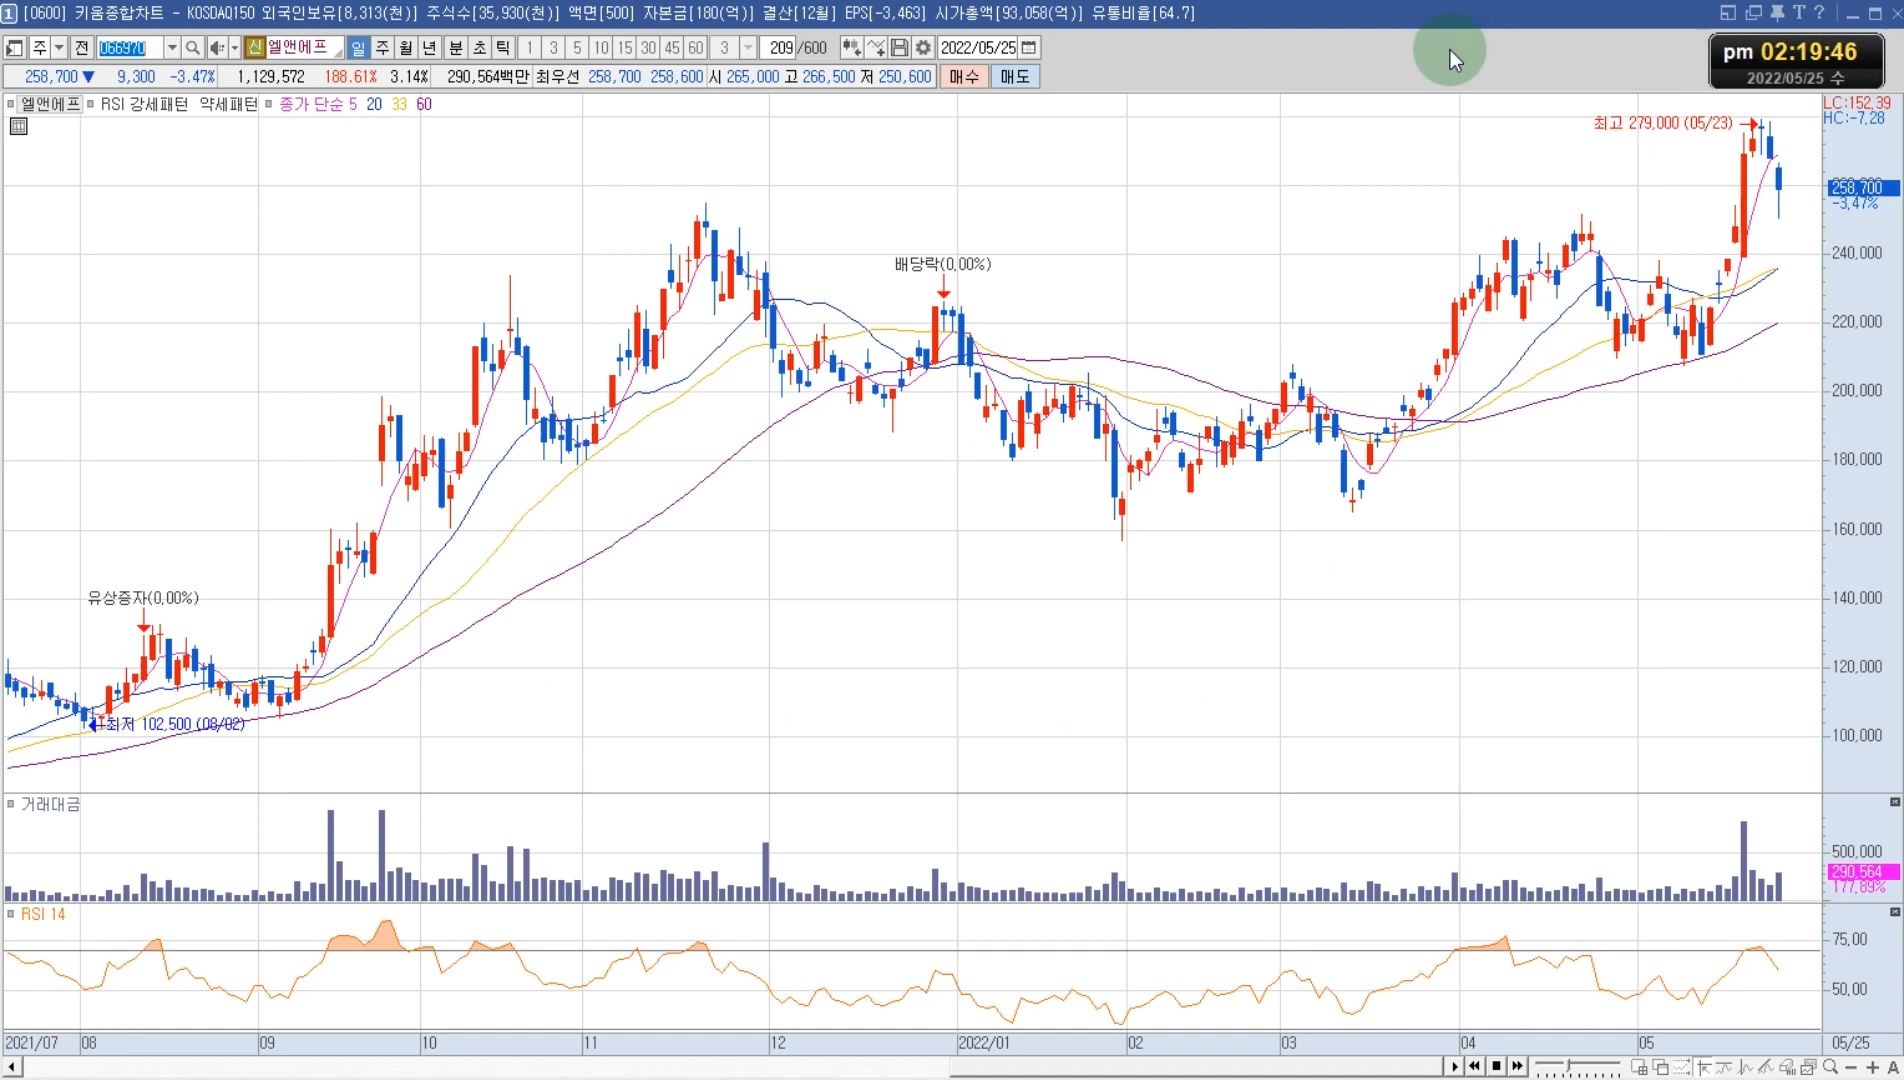 1 [0600] 키움종합차트 - KOSDAQ150 외국인보유[8,313(천)] 주식수[35,930(천)] 액면[500] 자본금[180(억)] 결산[12월] EPS[-3,463] 시가총액[93,058(억)] 유통비율[64.7] T ?
주 전 066970 신 엘앤에프 일 주 월 년 분 초 틱 1 3 5 10 15 30 45 60 3 209 /600 2022/05/25
pm 02:19:46
2022/05/25 수
258,700 ▼ 9,300 -3.47% 1,129,572 188.61% 3.14% 290,564백만 최우선 258,700 258,600 시 265,000 고 266,500 저 250,600 매수 매도
엘앤에프 RSI 강세패턴 약세패턴 종가 단순 5 20 33 60
LC:152,39
HC:-7,28
최고 279,000 (05/23)
258,700
-3,47%
240,000
배당락(0,00%)
220,000
200,000
180,000
160,000
유상증자(0,00%)
140,000
120,000
최저 102,500 (08/02)
100,000
거래대금
500,000
290,564
177,89%
RSI 14
75,00
50,00
2021/07 08 09 10 11 12 2022/01 02 03 04 05 05/25
A